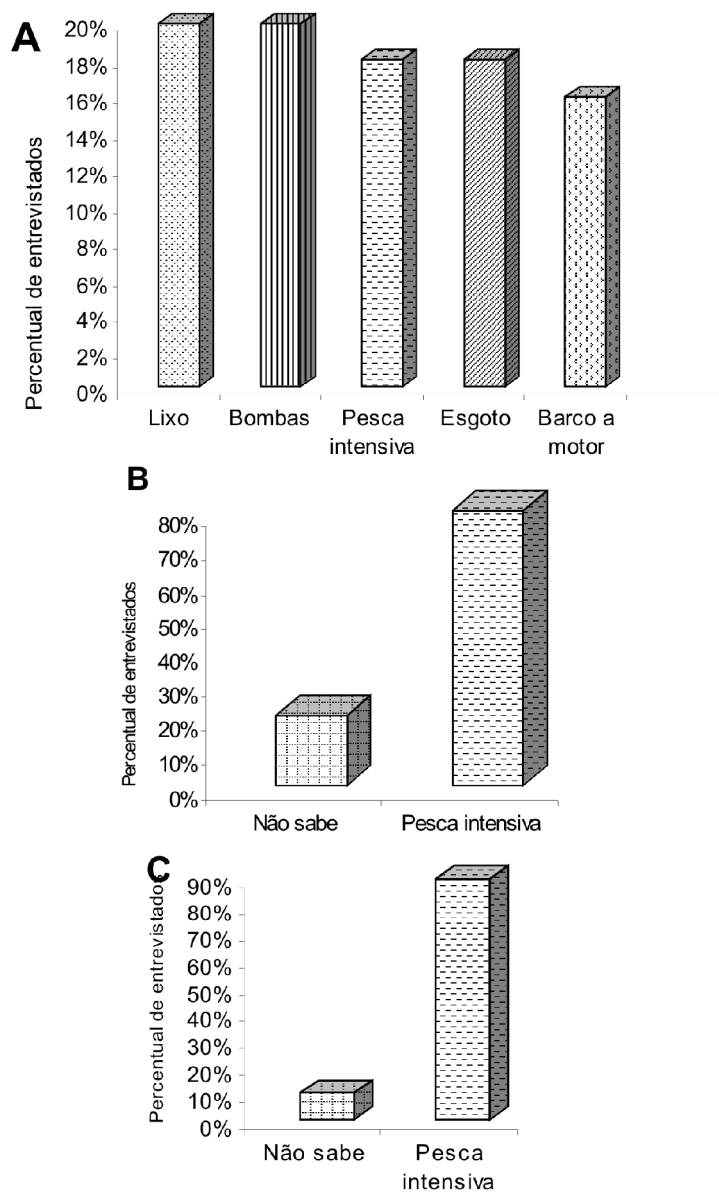 A
Percentual de entrevistados
20%
18%
16%
14%
12%
10%
8%
6%
4%
2%
0%
Lixo
Bombas
Pesca
intensiva
Esgoto
Barco a
motor
B
Percentual de entrevistados
80%
70%
60%
50%
40%
30%
20%
10%
0%
Não sabe
Pesca intensiva
C
Percentual de entrevistados
90%
80%
70%
60%
50%
40%
30%
20%
10%
0%
Não sabe
Pesca
intensiva